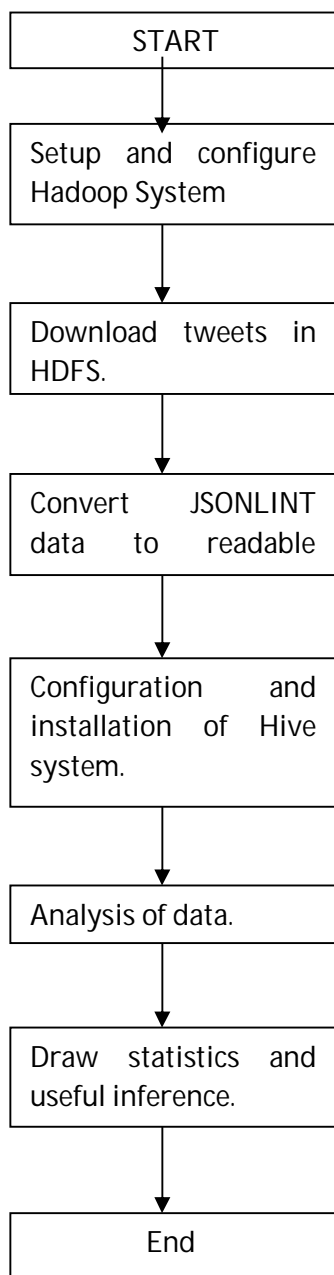 START
Setup and configure
Hadoop System
Download tweets in
HDFS.
Convert JSONLINT
data to readable
Configuration and
installation of Hive
system.
Analysis of data.
Draw statistics and
useful inference.
End